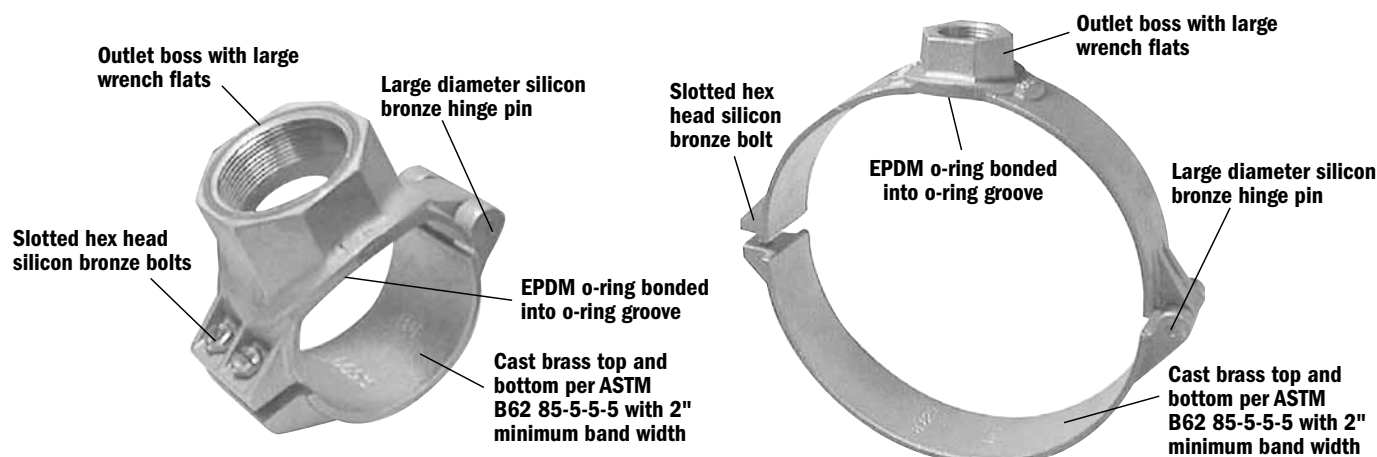 Outlet boss with large
wrench flats
Large diameter silicon
bronze hinge pin
Slotted hex head
silicon bronze bolts
EPDM o-ring bonded
into o-ring groove
Cast brass top and
bottom per ASTM
B62 85-5-5-5 with 2"
minimum band width
Outlet boss with large
wrench flats
Slotted hex
head silicon
bronze bolt
EPDM o-ring bonded
into o-ring groove
Large diameter silicon
bronze hinge pin
Cast brass top and
bottom per ASTM
B62 85-5-5-5 with 2"
minimum band width